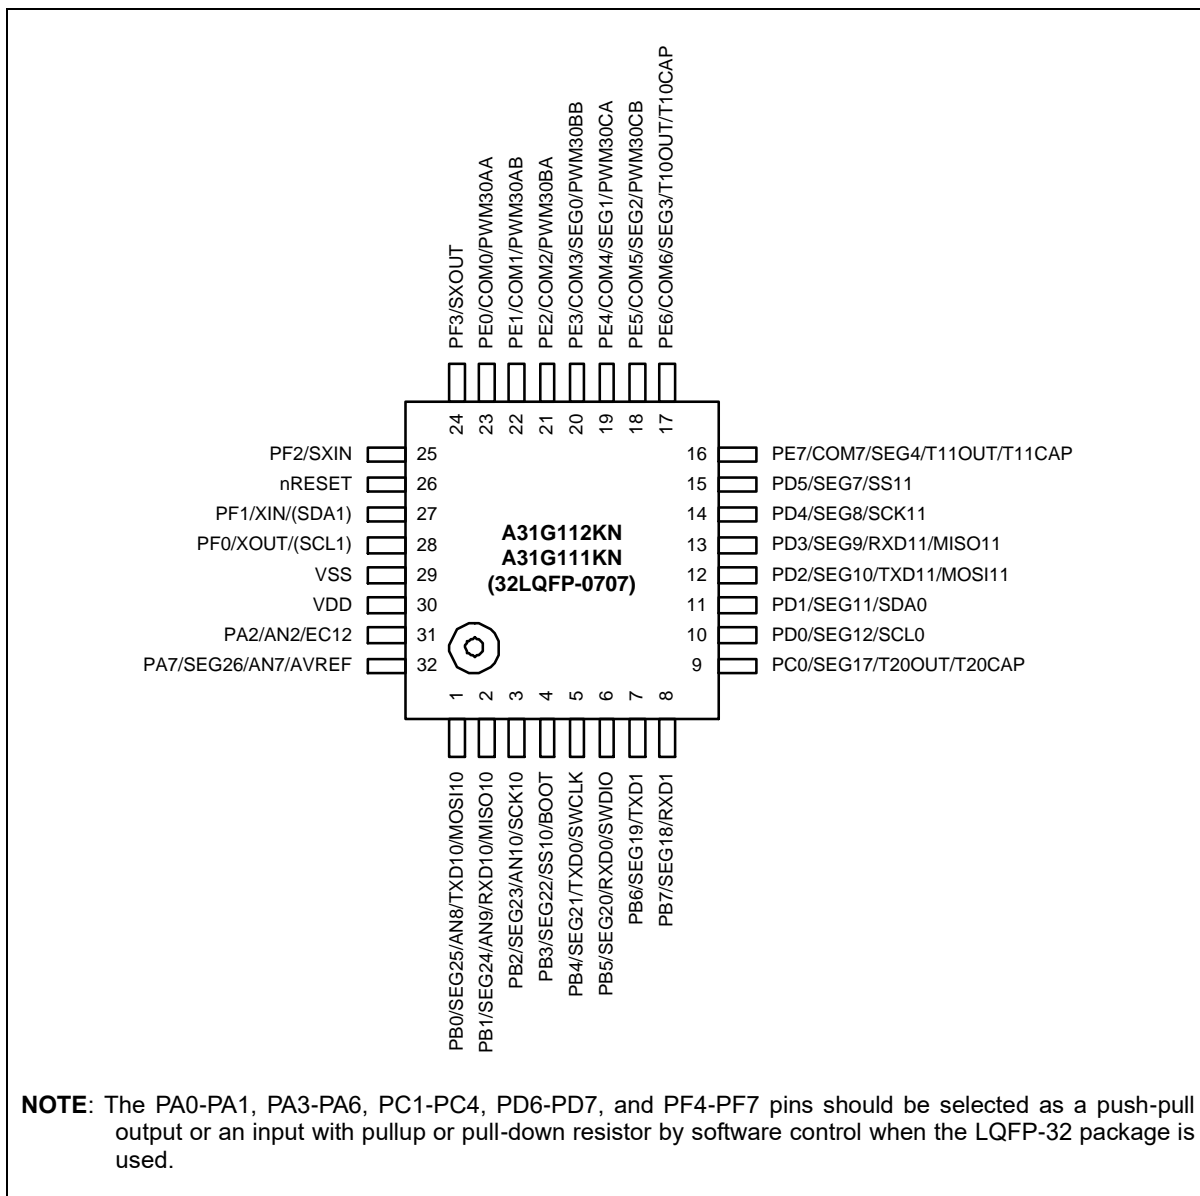 PF3/SXOUT
PE0/COM0/PWM30AA
PE1/COM1/PWM30AB
PE2/COM2/PWM30BA
PE3/COM3/SEG0/PWM30BB
PE4/COM4/SEG1/PWM30CA
PE5/COM5/SEG2/PWM30CB
PE6/COM6/SEG3/T10OUT/T10CAP
24
23
22
21
20
19
18
17
PF2/SXIN 25
nRESET 26
PF1/XIN/(SDA1) 27
PF0/XOUT/(SCL1) 28
VSS 29
VDD 30
PA2/AN2/EC12 31
PA7/SEG26/AN7/AVREF 32
A31G112KN
A31G111KN
(32LQFP-0707)
16 PE7/COM7/SEG4/T11OUT/T11CAP
15 PD5/SEG7/SS11
14 PD4/SEG8/SCK11
13 PD3/SEG9/RXD11/MISO11
12 PD2/SEG10/TXD11/MOSI11
11 PD1/SEG11/SDA0
10 PD0/SEG12/SCL0
9 PC0/SEG17/T20OUT/T20CAP
1
2
3
4
5
6
7
8
PB0/SEG25/AN8/TXD10/MOSI10
PB1/SEG24/AN9/RXD10/MISO10
PB2/SEG23/AN10/SCK10
PB3/SEG22/SS10/BOOT
PB4/SEG21/TXD0/SWCLK
PB5/SEG20/RXD0/SWDIO
PB6/SEG19/TXD1
PB7/SEG18/RXD1
NOTE: The PA0-PA1, PA3-PA6, PC1-PC4, PD6-PD7, and PF4-PF7 pins should be selected as a push-pull
output or an input with pullup or pull-down resistor by software control when the LQFP-32 package is
used.